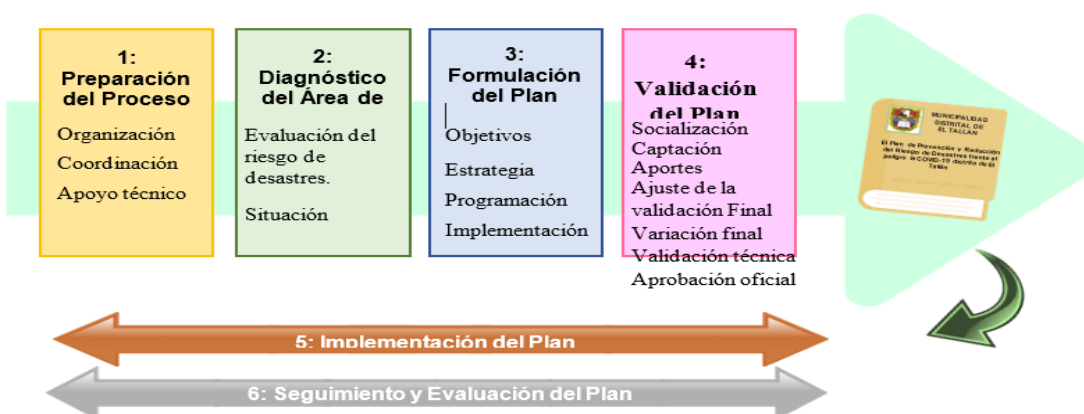 1:
Preparación
del Proceso
Organización
Coordinación
Apoyo técnico
2:
Diagnóstico
del Área de
Evaluación del
riesgo de
desastres.
Situación
3:
Formulación
del Plan
Objetivos
Estrategia
Programación
Implementación
4:
Validación
del Plan
Socialización
Captación
Aportes
Ajuste de la
validación Final
Variación final
Validación técnica
Aprobación oficial
MUNICIPALIDAD
DISTRITAL DE
EL TALLAN
El Plan de Prevención y Reducción
del Riesgo de Desastres frente al
peligro la COVID-19 distrito de El
Tallán
5: Implementación del Plan
6: Seguimiento y Evaluación del Plan